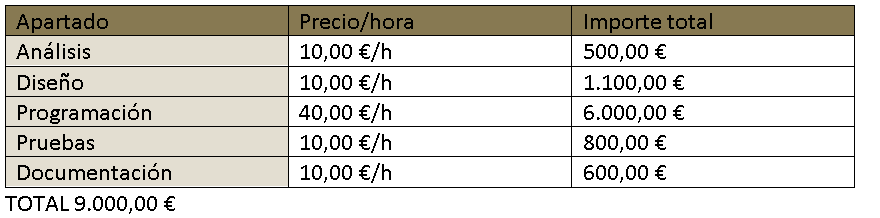 Apartado Precio/hora Importe total
Análisis 10,00 €/h 500,00 €
Diseño 10,00 €/h 1.100,00 €
Programación 40,00 €/h 6.000,00 €
Pruebas 10,00 €/h 800,00 €
Documentación 10,00 €/h 600,00 €
TOTAL 9.000,00 €